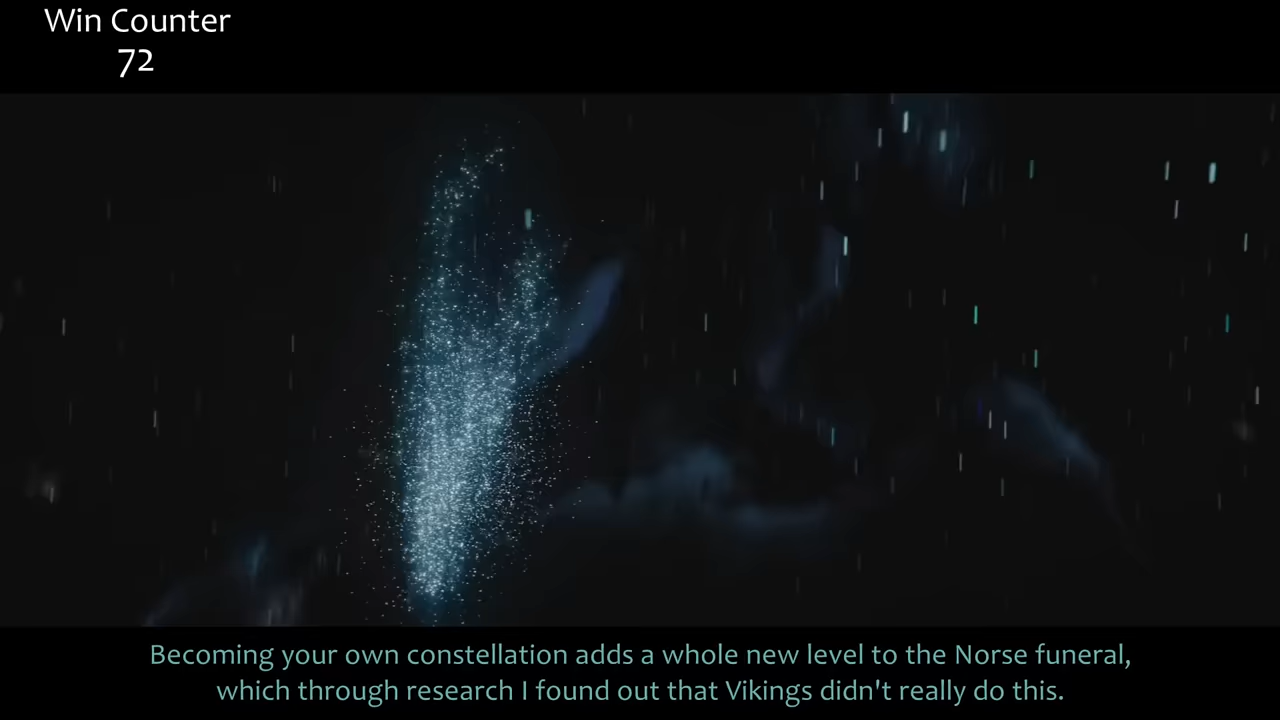 Win Counter
72
Becoming your own constellation adds a whole new level to the Norse funeral,
which through research I found out that Vikings didn't really do this.